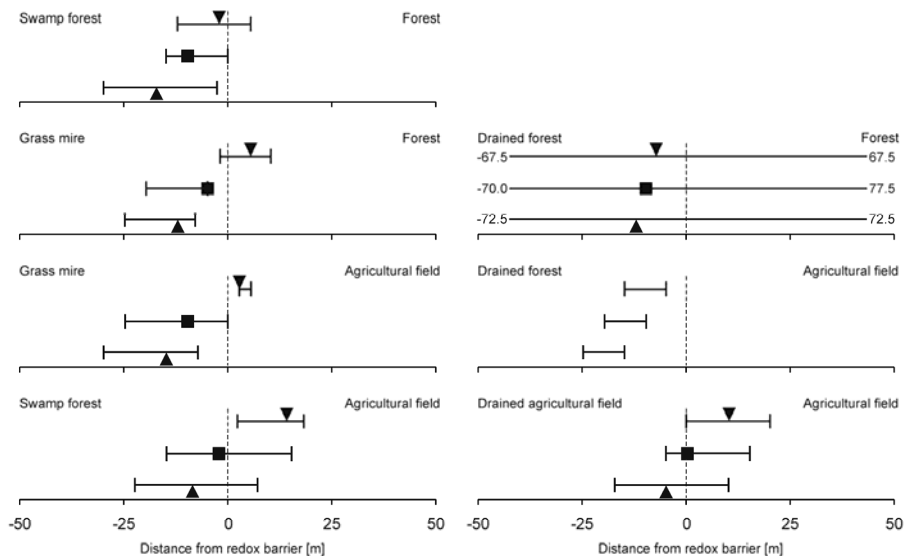 Swamp forest Forest
Grass mire Forest
Drained forest Forest
-67.5 67.5
-70.0 77.5
-72.5 72.5
Grass mire Agricultural field
Drained forest Agricultural field
Swamp forest Agricultural field
Drained agricultural field Agricultural field
-50 -25 0 25 50
-50 -25 0 25 50
Distance from redox barrier [m]
Distance from redox barrier [m]